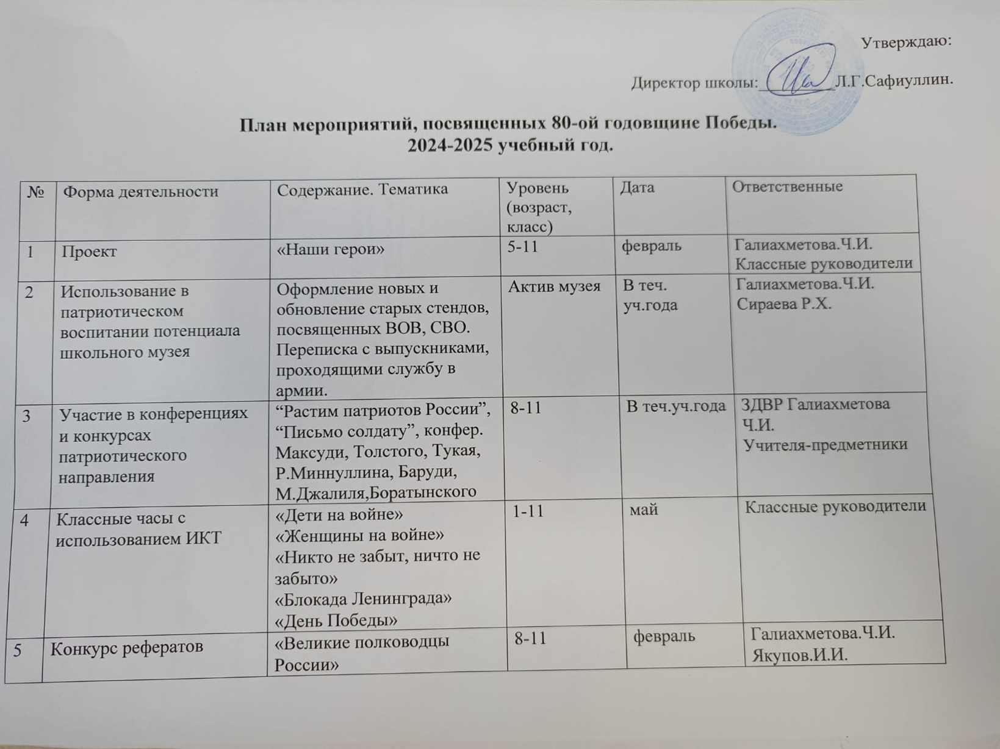 Утверждаю:
Директор школы:__________Л.Г.Сафиуллин.
План мероприятий, посвященных 80-ой годовщине Победы.
2024-2025 учебный год.
№
Форма деятельности
Содержание. Тематика
Уровень
(возраст,
класс)
Дата
Ответственные
1
Проект
«Наши герои»
5-11
февраль
Галиахметова.Ч.И.
Классные руководители
2
Использование в
патриотическом
воспитании потенциала
школьного музея
Оформление новых и
обновление старых стендов,
посвященных ВОВ, СВО.
Переписка с выпускниками,
проходящими службу в
армии.
Актив музея
В теч.
уч.года
Галиахметова.Ч.И.
Сираева Р.Х.
3
Участие в конференциях
и конкурсах
патриотического
направления
“Растим патриотов России”,
“Письмо солдату”, конфер.
Максуди, Толстого, Тукая,
Р.Миннуллина, Баруди,
М.Джалиля,Боратынского
8-11
В теч.уч.года
ЗДВР Галиахметова
Ч.И.
Учителя-предметники
4
Классные часы с
использованием ИКТ
«Дети на войне»
«Женщины на войне»
«Никто не забыт, ничто не
забыто»
«Блокада Ленинграда»
«День Победы»
1-11
май
Классные руководители
5
Конкурс рефератов
«Великие полководцы
России»
8-11
февраль
Галиахметова.Ч.И.
Якупов.И.И.